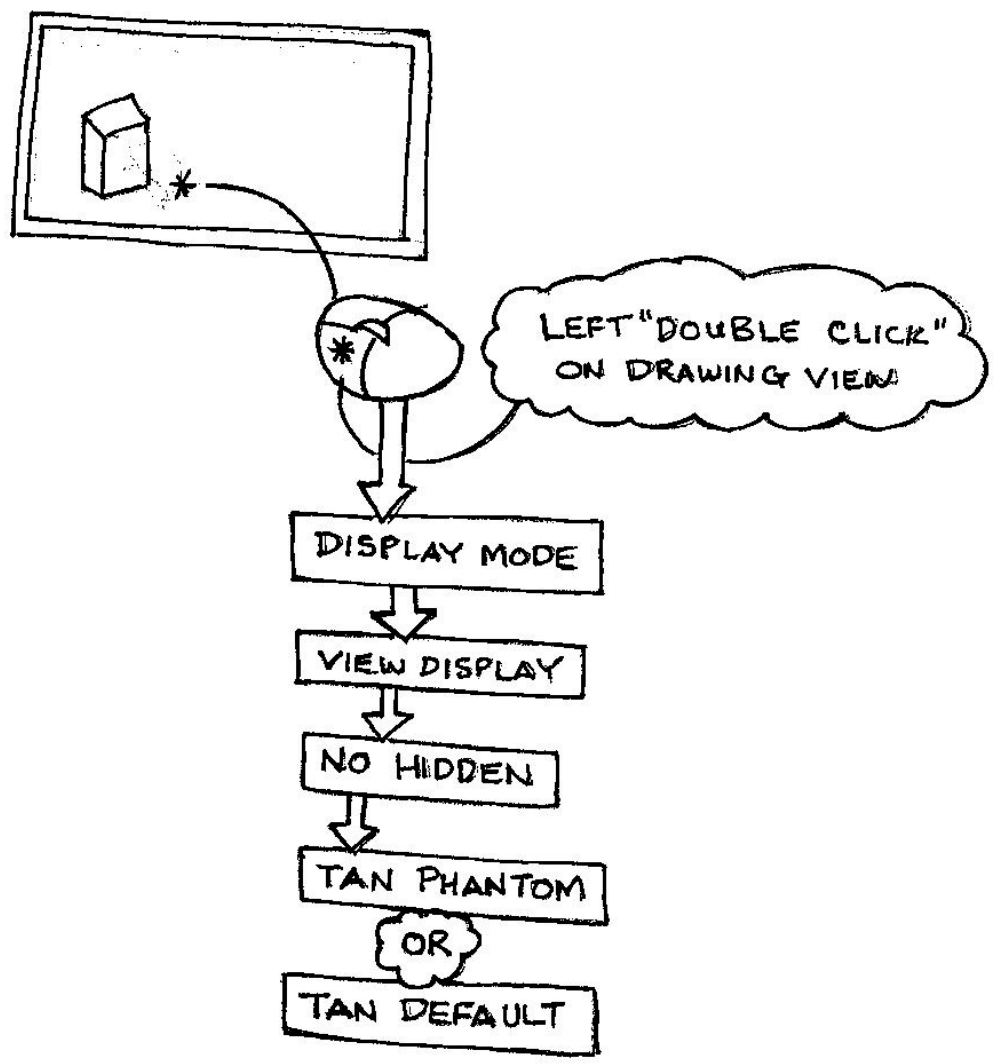 LEFT "DOUBLE CLICK"
ON DRAWING VIEW
DISPLAY MODE
VIEW DISPLAY
NO HIDDEN
TAN PHANTOM
OR
TAN DEFAULT